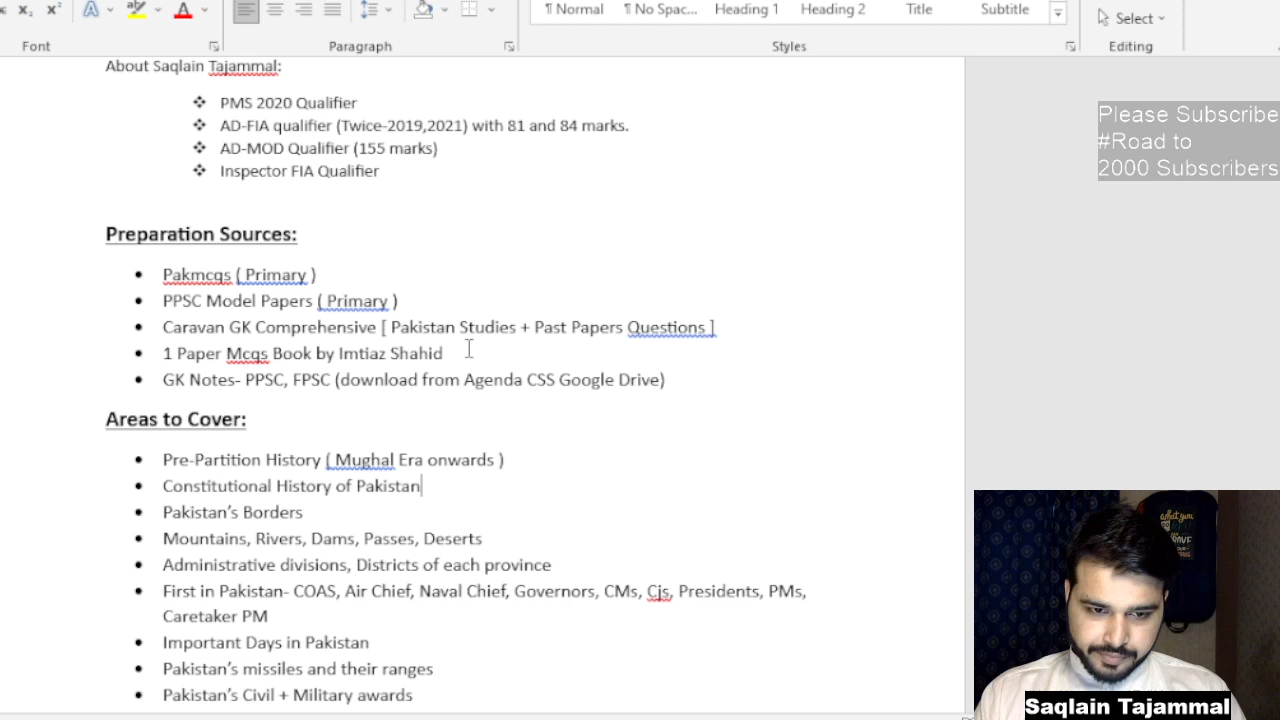 ¶ Normal ¶ No Spac... Heading 1 Heading 2 Title Subtitle Select
Font Paragraph Styles Editing
About Saqlain Tajammal:
❖ PMS 2020 Qualifier
❖ AD-FIA qualifier (Twice-2019,2021) with 81 and 84 marks.
❖ AD-MOD Qualifier (155 marks)
❖ Inspector FIA Qualifier
Please Subscribe
#Road to
2000 Subscribers
Preparation Sources:
• Pakmcqs ( Primary )
• PPSC Model Papers ( Primary )
• Caravan GK Comprehensive [ Pakistan Studies + Past Papers Questions ]
• 1 Paper Mcqs Book by Imtiaz Shahid
• GK Notes- PPSC, FPSC (download from Agenda CSS Google Drive)
Areas to Cover:
• Pre-Partition History ( Mughal Era onwards )
• Constitutional History of Pakistan
• Pakistan’s Borders
• Mountains, Rivers, Dams, Passes, Deserts
• Administrative divisions, Districts of each province
• First in Pakistan- COAS, Air Chief, Naval Chief, Governors, CMs, Cjs, Presidents, PMs,
Caretaker PM
• Important Days in Pakistan
• Pakistan’s missiles and their ranges
• Pakistan’s Civil + Military awards
Saqlain Tajammal